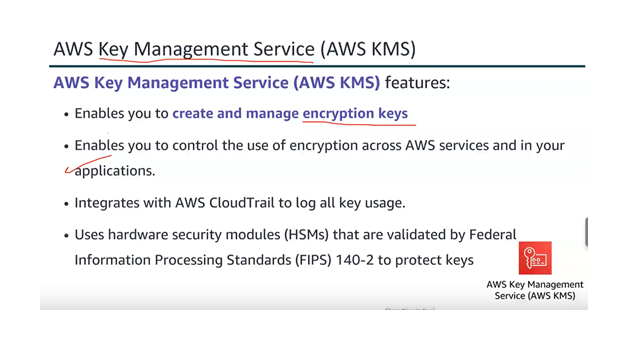 AWS Key Management Service (AWS KMS)
AWS Key Management Service (AWS KMS) features:
• Enables you to create and manage encryption keys
• Enables you to control the use of encryption across AWS services and in your
applications.
• Integrates with AWS CloudTrail to log all key usage.
• Uses hardware security modules (HSMs) that are validated by Federal
Information Processing Standards (FIPS) 140-2 to protect keys
AWS Key Management
Service (AWS KMS)